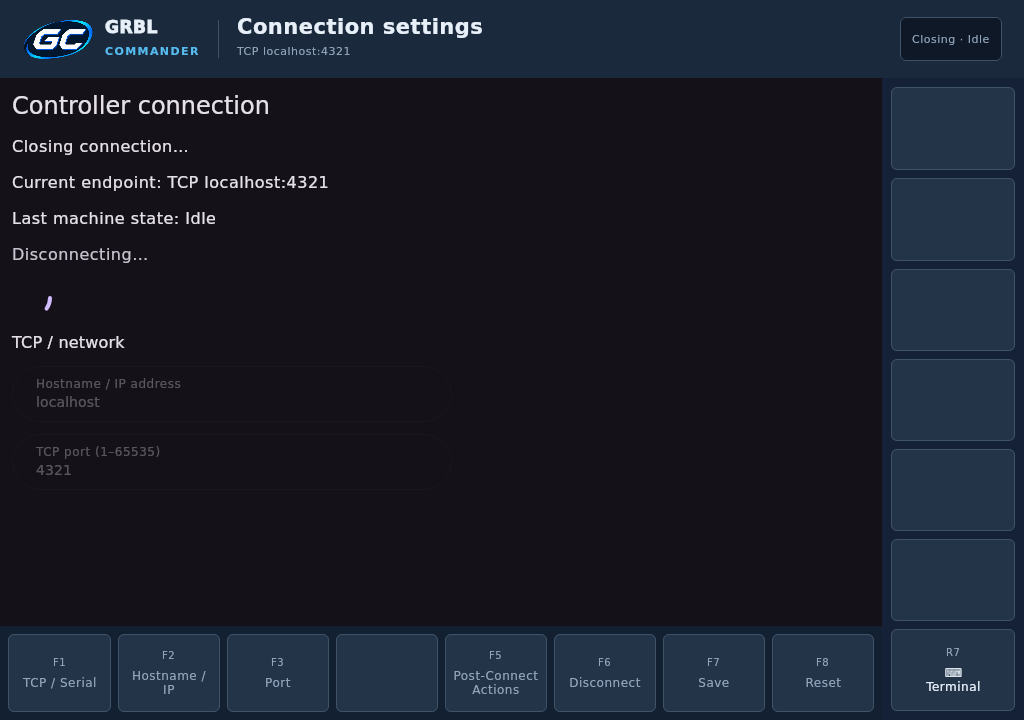 GC
GRBL
COMMANDER
Connection settings
TCP localhost:4321
Closing · Idle
Controller connection
Closing connection…
Current endpoint: TCP localhost:4321
Last machine state: Idle
Disconnecting…
TCP / network
Hostname / IP address
localhost
TCP port (1–65535)
4321
F1
TCP / Serial
F2
Hostname /
IP
F3
Port
F5
Post-Connect
Actions
F6
Disconnect
F7
Save
F8
Reset
R7
⌨
Terminal